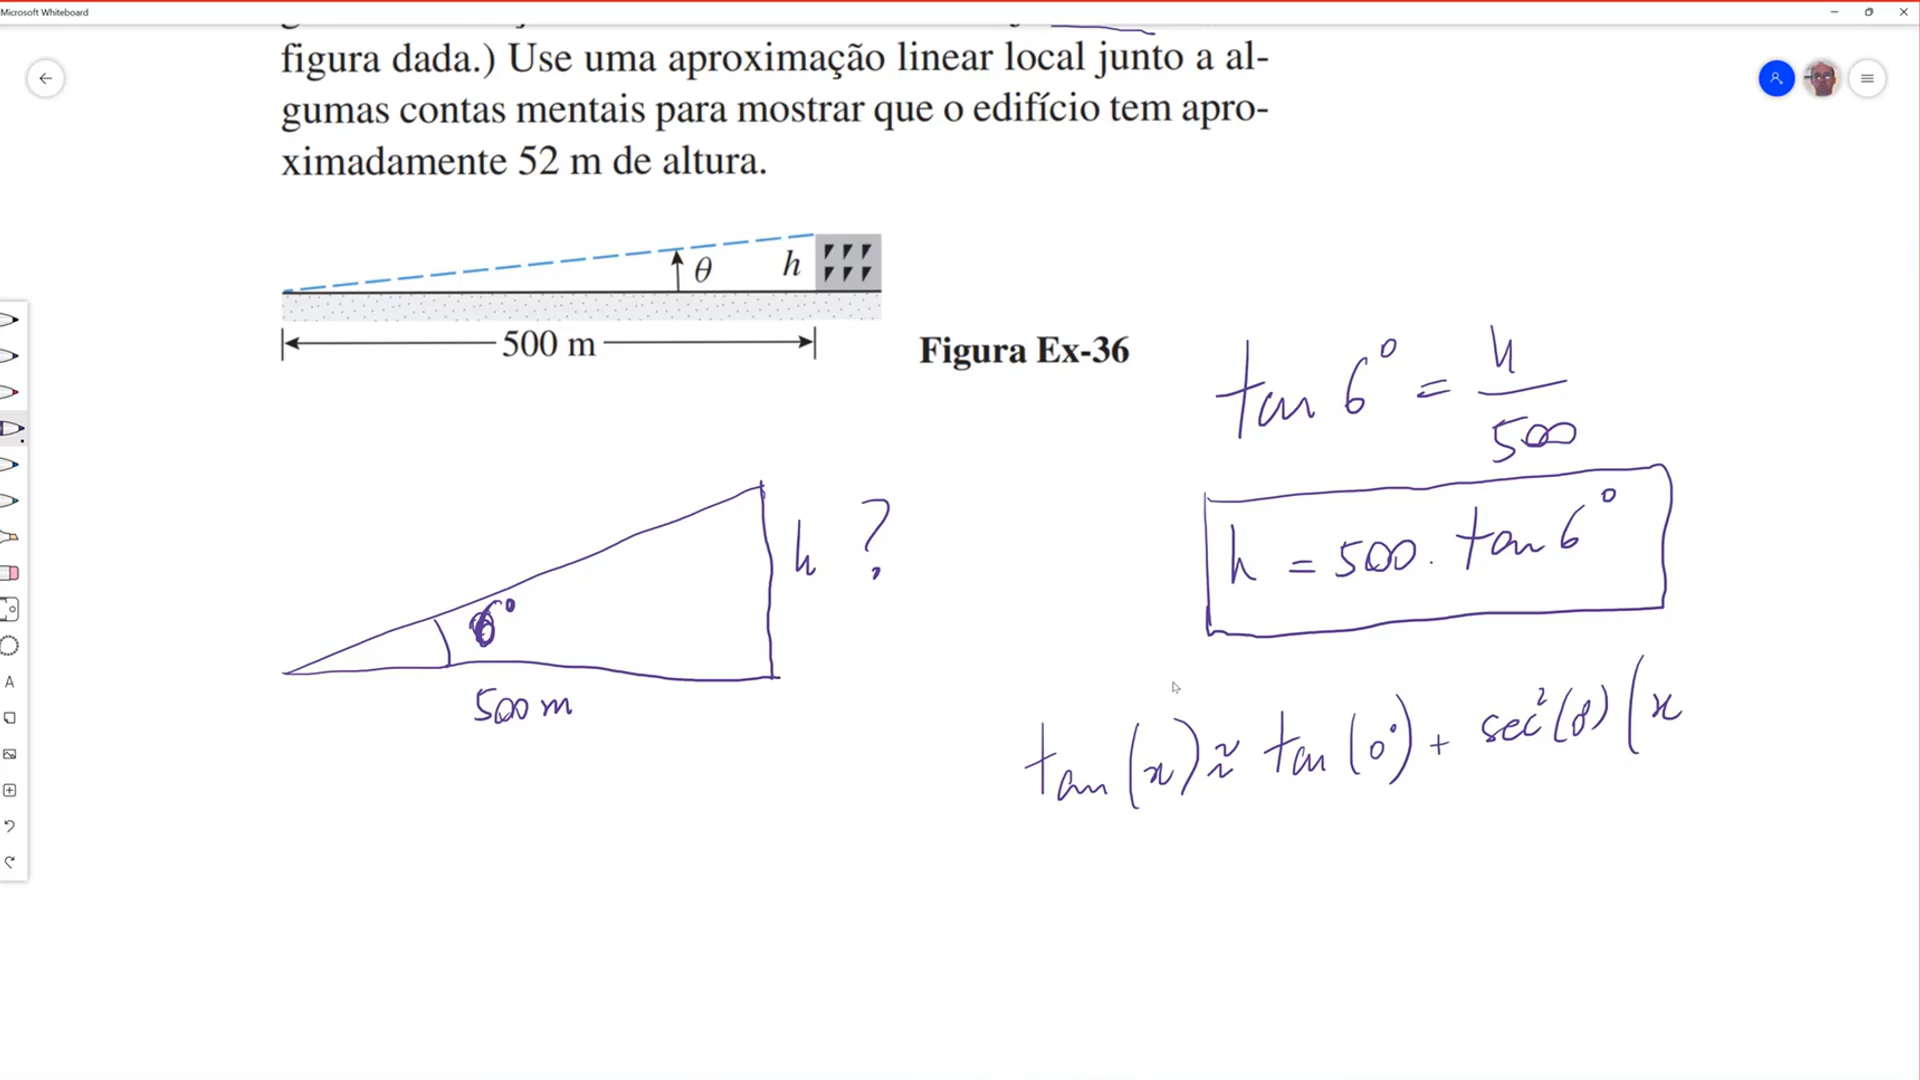 Microsoft Whiteboard
figura dada.) Use uma aproximação linear local junto a al-
gumas contas mentais para mostrar que o edifício tem apro-
ximadamente 52 m de altura.
θ h
500 m
Figura Ex-36
tan 6° = h/500
h = 500 . tan 6°
h ?
6°
500 m
tan(x) ≈ tan(0°) + sec²(0) (x
A